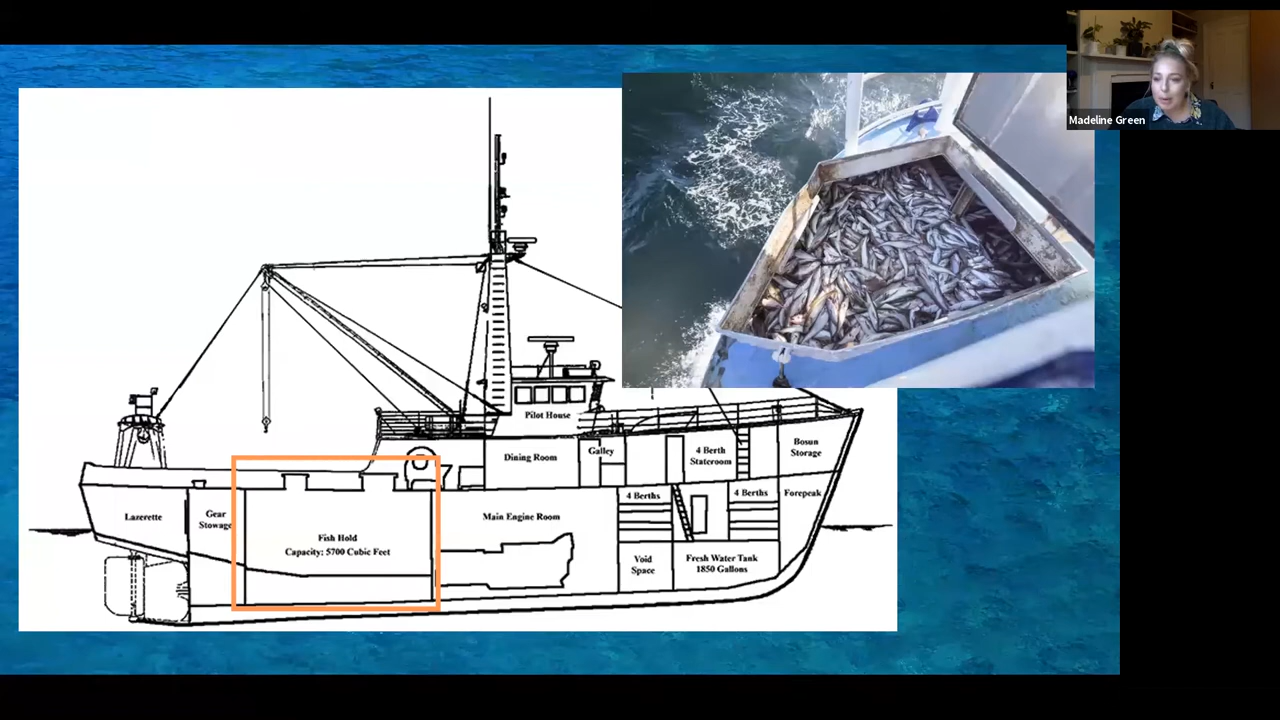 Madeline Green
Pilot House
Dining Room
Galley
4 Berth
Stateroom
Bosun
Storage
Lazerette
Gear
Stowage
Fish Hold
Capacity: 5700 Cubic Feet
Main Engine Room
4 Berths
4 Berths
Forepeak
Void
Space
Fresh Water Tank
1850 Gallons